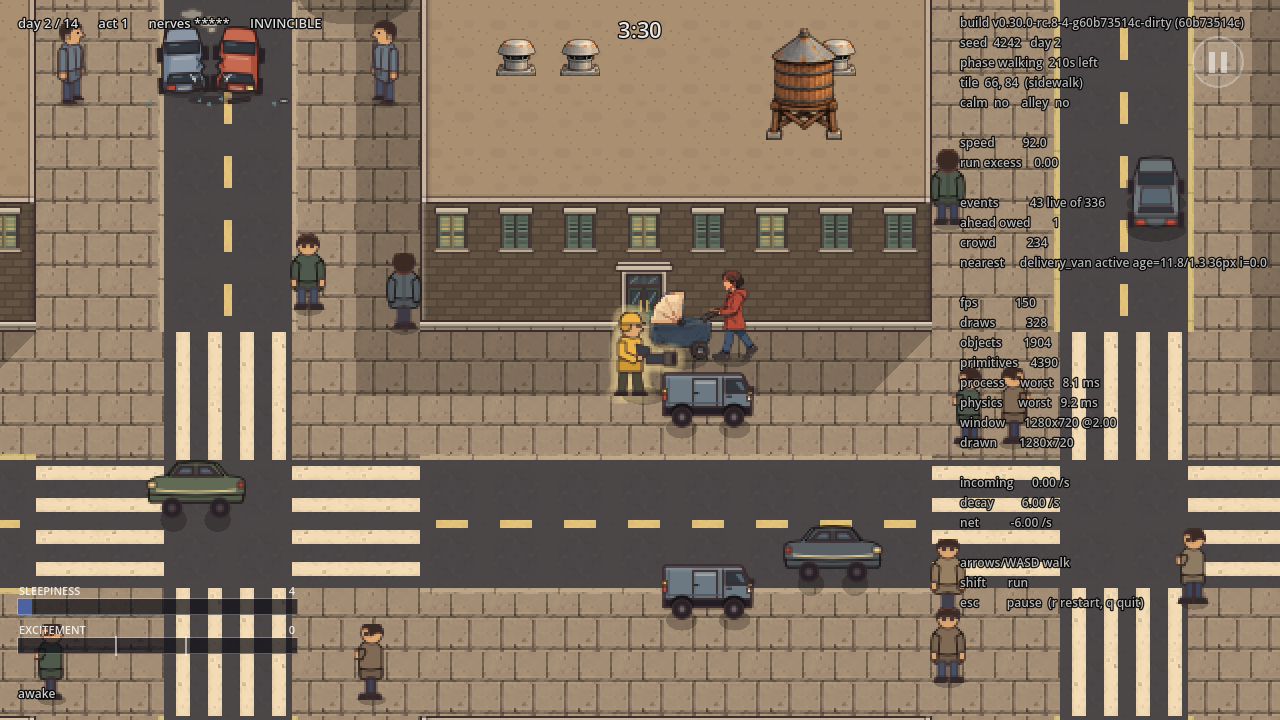 day 2 / 14 act 1 nerves ***** INVINCIBLE
3:30
build v0.30.0-rc.8-4-g60b73514c-dirty (60b73514c)
seed 4242 day 2
phase walking 210s left
tile 66, 84 (sidewalk)
calm no alley no
speed 92.0
run excess 0.00
events 43 live of 336
ahead owed 1
crowd 234
nearest delivery_van active age=11.8/1.3 36px i=0.0
fps 150
draws 328
objects 1904
primitives 4390
process worst 8.1 ms
physics worst 9.2 ms
window 1280x720 @2.00
drawn 1280x720
incoming 0.00 /s
decay 6.00 /s
net -6.00 /s
arrows/WASD walk
shift run
esc pause (r restart, q quit)
SLEEPINESS 4
EXCITEMENT 0
awake